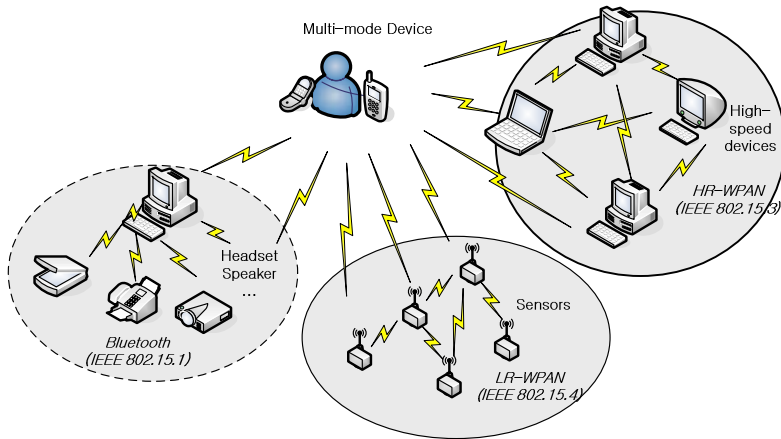 Multi-mode Device
High-
speed
devices
HR-WPAN
(IEEE 802.15.3)
Headset
Speaker
...
Bluetooth
(IEEE 802.15.1)
Sensors
LR-WPAN
(IEEE 802.15.4)